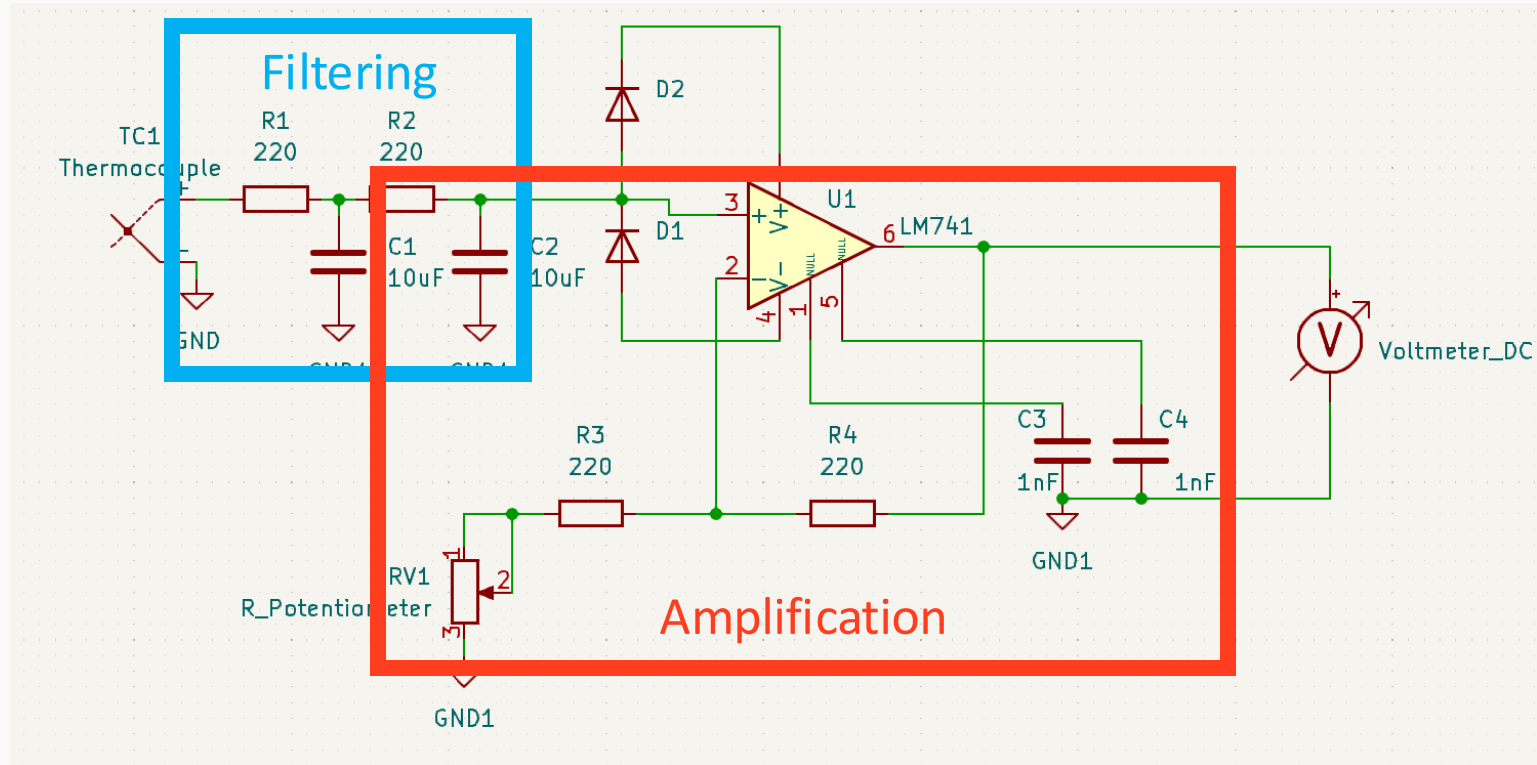 Filtering
D2
R1
R2
TC1
220
220
Thermocouple
+
3
+
V+
U1
D1
6
LM741
NULL
NULL
-
C1
C2
2
V-
10uF
10uF
4
1
5
+
GND
V
Voltmeter_DC
C3
C4
R3
R4
220
220
1nF
1nF
1
GND1
RV1
2
R_Potentiometer
Amplification
3
GND1